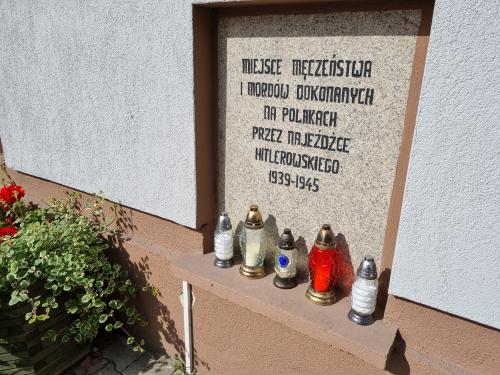 MIEJSCE MĘCZEŃSTWA
I MORDÓW DOKONANYCH
NA POLAKACH
PRZEZ NAJEŹDŹCĘ
HITLEROWSKIEGO
1939-1945